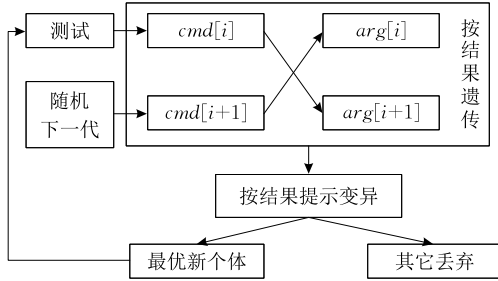 测试
cmd[i]
arg[i]
按结果遗传
随机
下一代
cmd[i+1]
arg[i+1]
按结果提示变异
最优新个体
其它丢弃